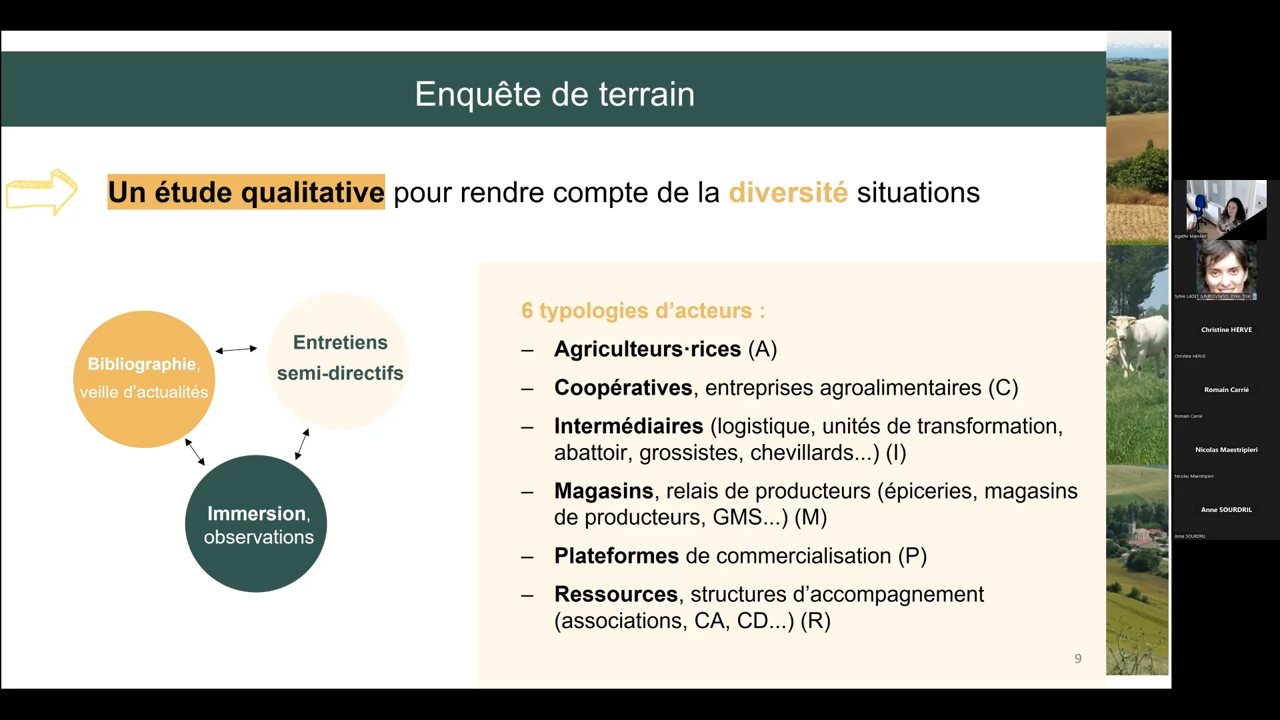 Enquête de terrain
Un étude qualitative pour rendre compte de la diversité situations
Bibliographie,
veille d'actualités
Entretiens
semi-directifs
Immersion,
observations
6 typologies d'acteurs :
– Agriculteurs·rices (A)
– Coopératives, entreprises agroalimentaires (C)
– Intermédiaires (logistique, unités de transformation,
abattoir, grossistes, chevillards...) (I)
– Magasins, relais de producteurs (épiceries, magasins
de producteurs, GMS...) (M)
– Plateformes de commercialisation (P)
– Ressources, structures d'accompagnement
(associations, CA, CD...) (R)
9
Sylvie LADET
Christine HERVE
Christine HERVE
Romain Carrié
Romain Carrié
Nicolas Maestripieri
Nicolas Maestripieri
Anne SOURDRIL
Anne SOURDRIL